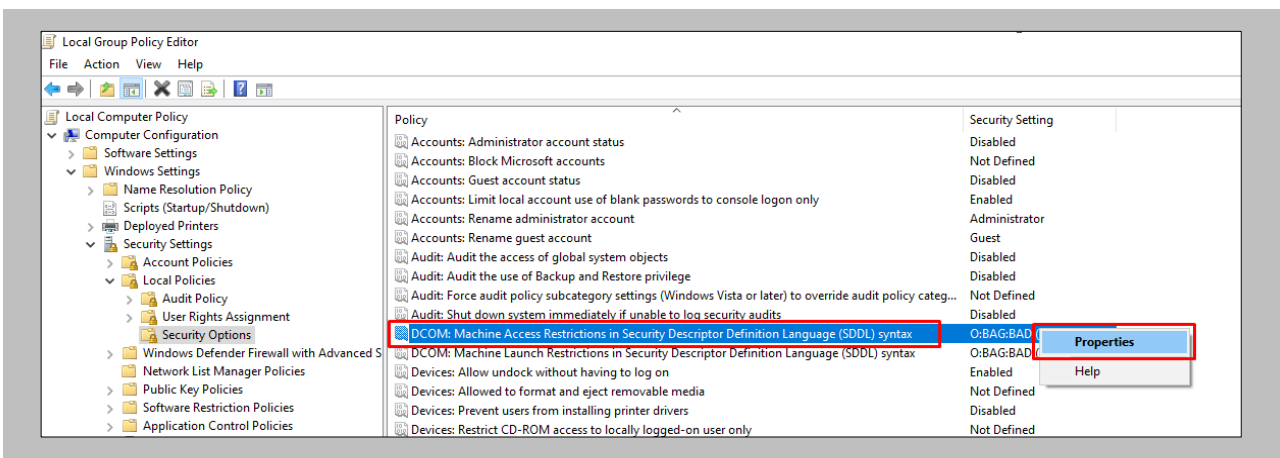 Local Group Policy Editor
File Action View Help
Local Computer Policy
Computer Configuration
Software Settings
Windows Settings
Name Resolution Policy
Scripts (Startup/Shutdown)
Deployed Printers
Security Settings
Account Policies
Local Policies
Audit Policy
User Rights Assignment
Security Options
Windows Defender Firewall with Advanced S
Network List Manager Policies
Public Key Policies
Software Restriction Policies
Application Control Policies
Policy Security Setting
Accounts: Administrator account status Disabled
Accounts: Block Microsoft accounts Not Defined
Accounts: Guest account status Disabled
Accounts: Limit local account use of blank passwords to console logon only Enabled
Accounts: Rename administrator account Administrator
Accounts: Rename guest account Guest
Audit: Audit the access of global system objects Disabled
Audit: Audit the use of Backup and Restore privilege Disabled
Audit: Force audit policy subcategory settings (Windows Vista or later) to override audit policy categ... Not Defined
Audit: Shut down system immediately if unable to log security audits Disabled
DCOM: Machine Access Restrictions in Security Descriptor Definition Language (SDDL) syntax O:BAG:BAD
Properties
DCOM: Machine Launch Restrictions in Security Descriptor Definition Language (SDDL) syntax O:BAG:BAD
Devices: Allow undock without having to log on Enabled
Help
Devices: Allowed to format and eject removable media Not Defined
Devices: Prevent users from installing printer drivers Disabled
Devices: Restrict CD-ROM access to locally logged-on user only Not Defined